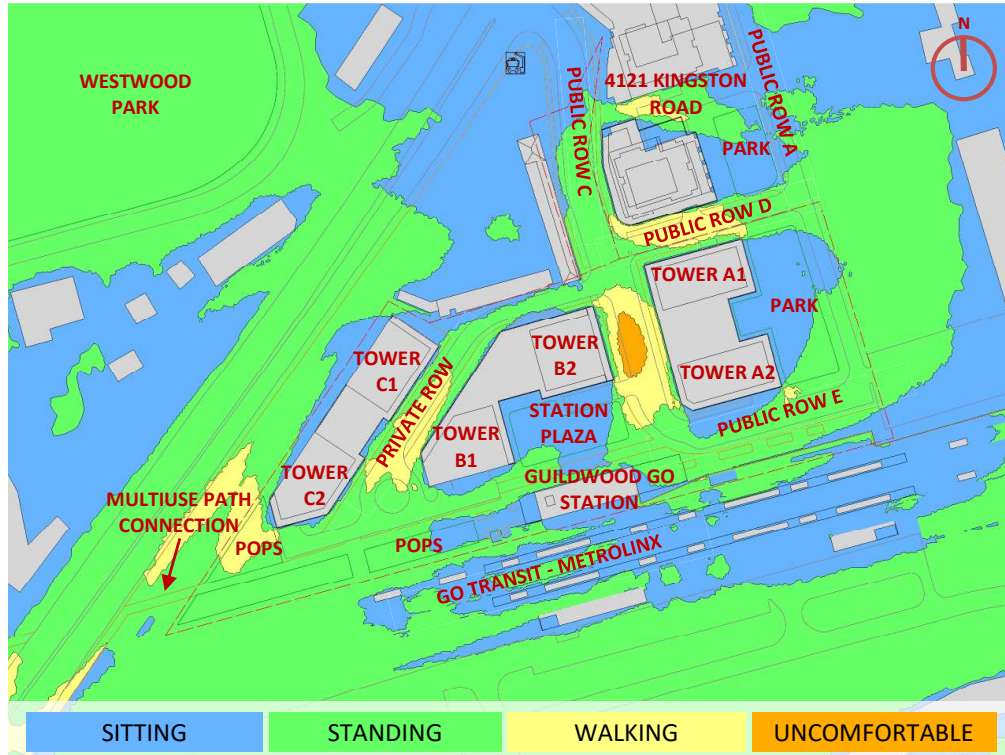 WESTWOOD
PARK
N
PUBLIC ROW A
PUBLIC ROW C
4121 KINGSTON
ROAD
PARK
PUBLIC ROW D
TOWER A1
PARK
TOWER
C1
PRIVATE ROW
TOWER
B2
TOWER A2
STATION
PLAZA
PUBLIC ROW E
TOWER
B1
TOWER
C2
GUILDWOOD GO
STATION
MULTIUSE PATH
CONNECTION
POPS
POPS
GO TRANSIT - METROLINX
SITTING
STANDING
WALKING
UNCOMFORTABLE